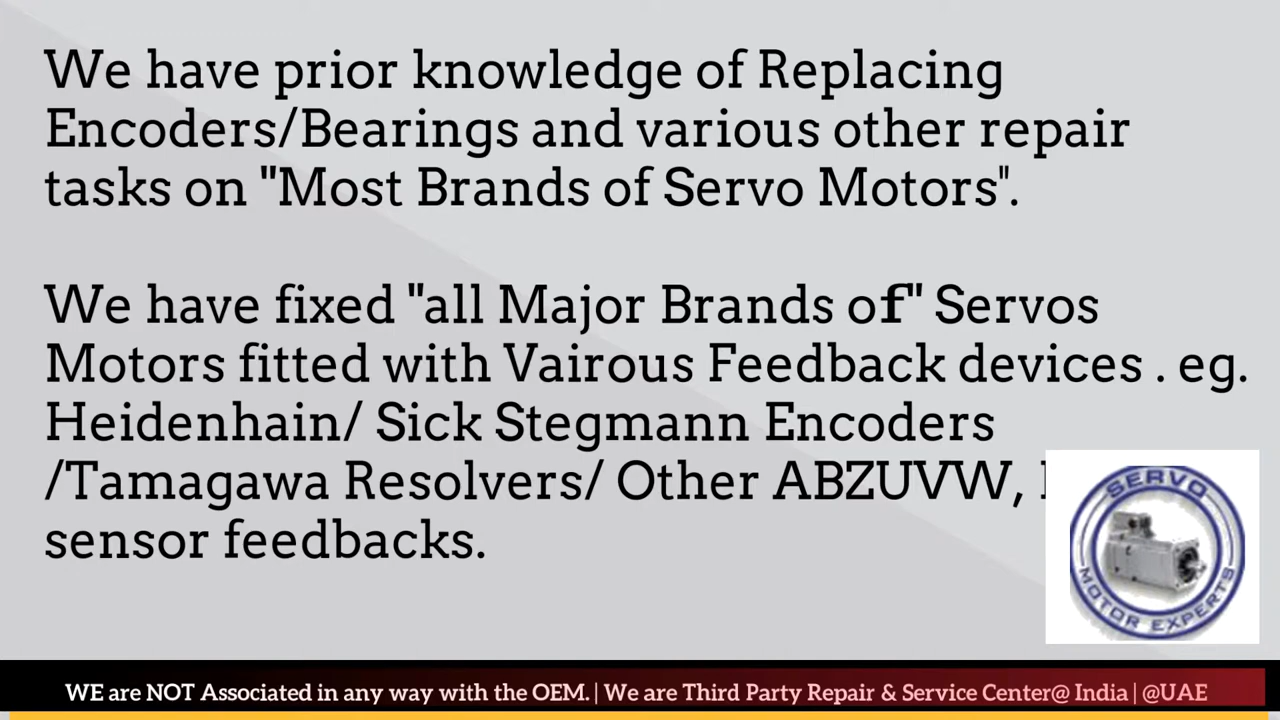 We have prior knowledge of Replacing
Encoders/Bearings and various other repair
tasks on "Most Brands of Servo Motors".
We have fixed "all Major Brands of" Servos
Motors fitted with Vairous Feedback devices . eg.
Heidenhain/ Sick Stegmann Encoders
/Tamagawa Resolvers/ Other ABZUVW,
sensor feedbacks.
SERVO
MOTOR EXPERTS
WE are NOT Associated in any way with the OEM. | We are Third Party Repair & Service Center@ India | @UAE